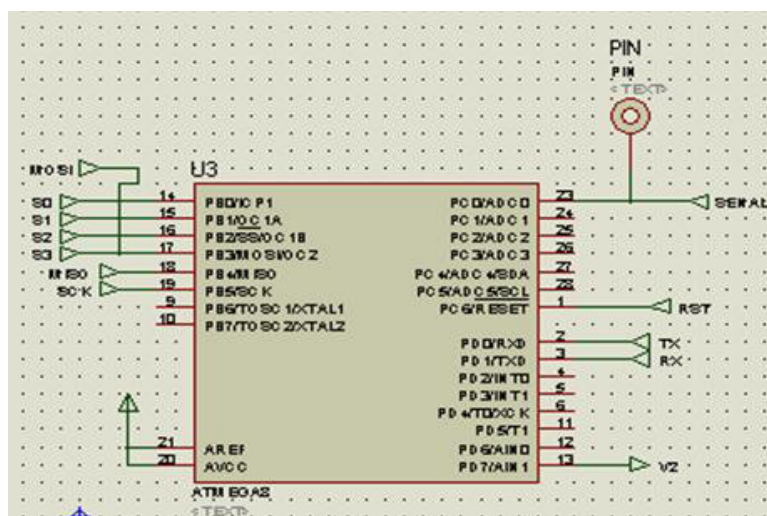 PIN
PIN
<TEXT>
MOSI
U3
S0
14
PB0/ICP1
PC0/ADC0
23
SENAL
S1
15
PB1/OC1A
PC1/ADC1
24
S2
16
PB2/SS/OC1B
PC2/ADC2
25
S3
17
PB3/MOSI/OC2
PC3/ADC3
26
MISO
18
PB4/MISO
PC4/ADC4/SDA
27
SCK
19
PB5/SCK
PC5/ADC5/SCL
28
9
PB6/TOSC1/XTAL1
PC6/RESET
1
RST
10
PB7/TOSC2/XTAL2
PD0/RXD
2
TX
PD1/TXD
3
RX
PD2/INT0
4
PD3/INT1
5
PD4/T0/XCK
6
PD5/T1
11
21
AREF
PD6/AIN0
12
20
AVCC
PD7/AIN1
13
V2
ATMEGA8
<TEXT>